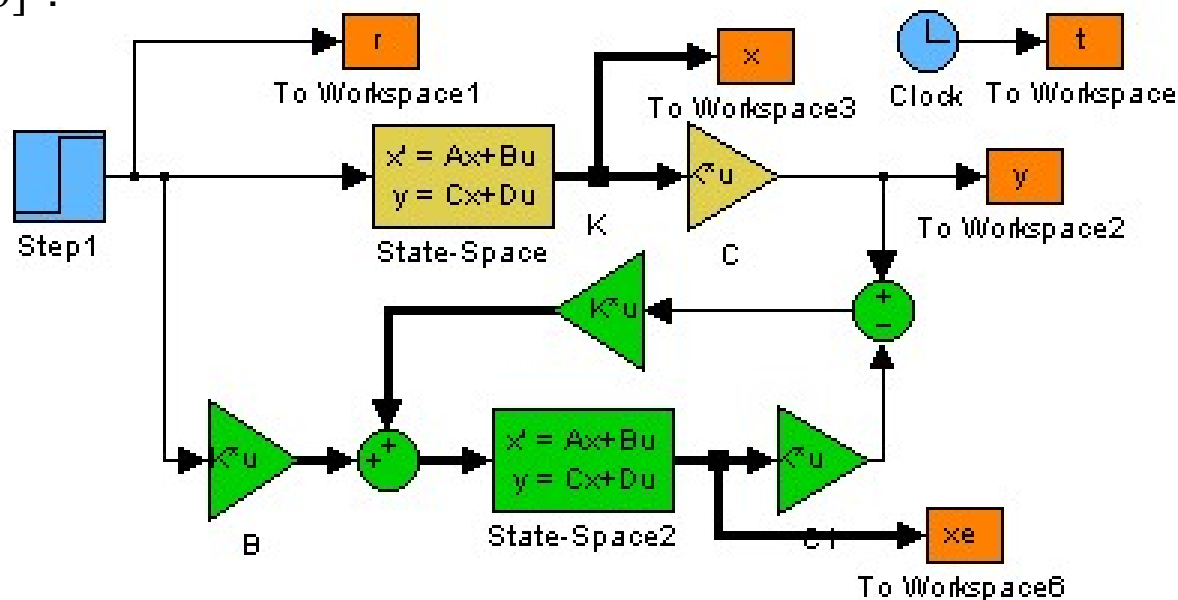 r
To Workspace1
x
To Workspace3
Clock
t
To Workspace
Step1
x' = Ax+Bu
y = Cx+Du
State-Space
K
u
C
y
To Workspace2
K u
+
−
u
B
+
+
x' = Ax+Bu
y = Cx+Du
State-Space2
u
xe
To Workspace6